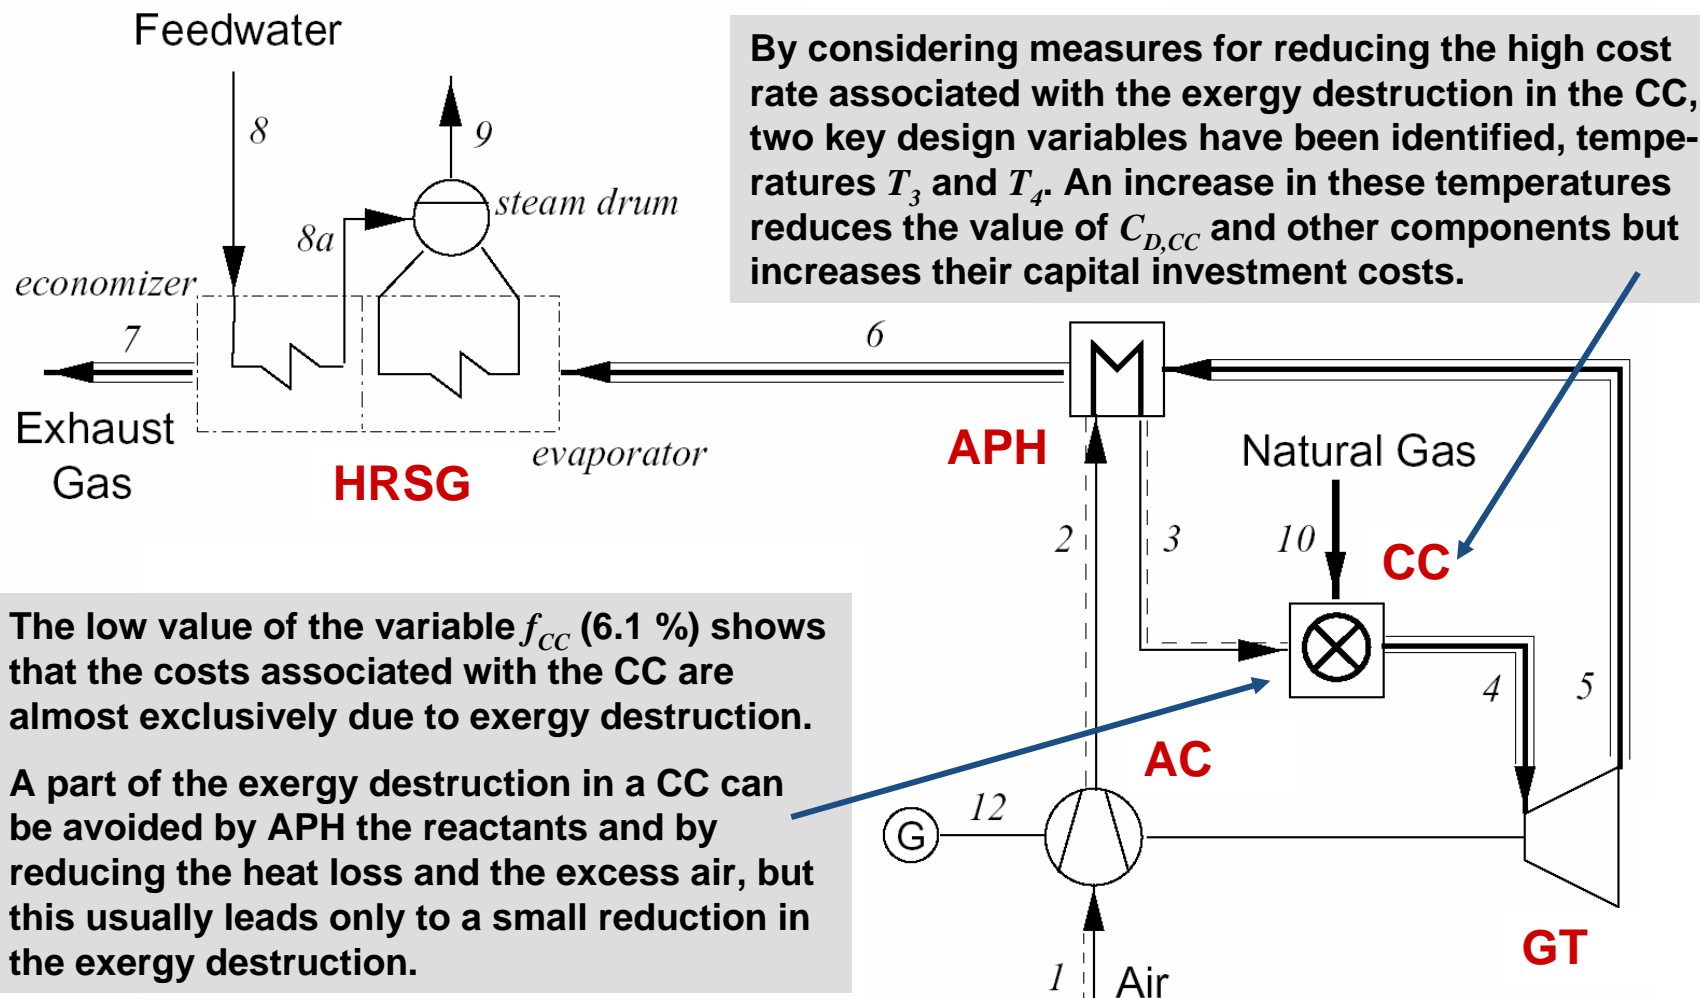 Feedwater
By considering measures for reducing the high cost
rate associated with the exergy destruction in the CC,
two key design variables have been identified, tempe-
ratures T3 and T4. An increase in these temperatures
reduces the value of CD,CC and other components but
increases their capital investment costs.
8
9
steam drum
8a
economizer
7
6
Exhaust
Gas
HRSG
evaporator
APH
Natural Gas
2
3
10
CC
The low value of the variable fCC (6.1 %) shows
that the costs associated with the CC are
almost exclusively due to exergy destruction.
A part of the exergy destruction in a CC can
be avoided by APH the reactants and by
reducing the heat loss and the excess air, but
this usually leads only to a small reduction in
the exergy destruction.
4
5
AC
12
G
GT
1
Air